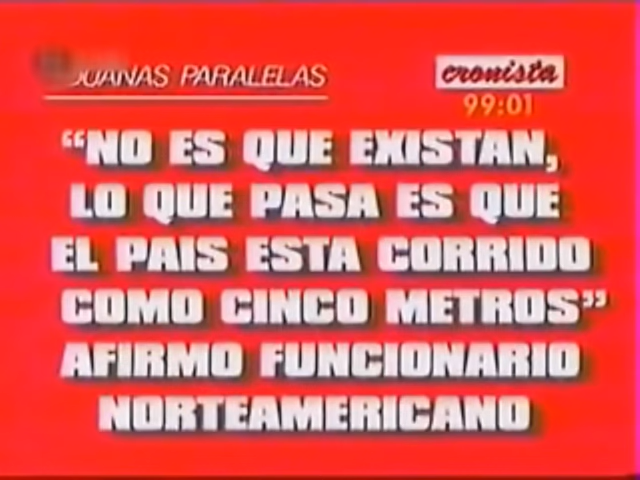 PARALELAS
cronista
99:01
“NO ES QUE EXISTAN,
LO QUE PASA ES QUE
EL PAIS ESTA CORRIDO
COMO CINCO METROS”
AFIRMO FUNCIONARIO
NORTEAMERICANO